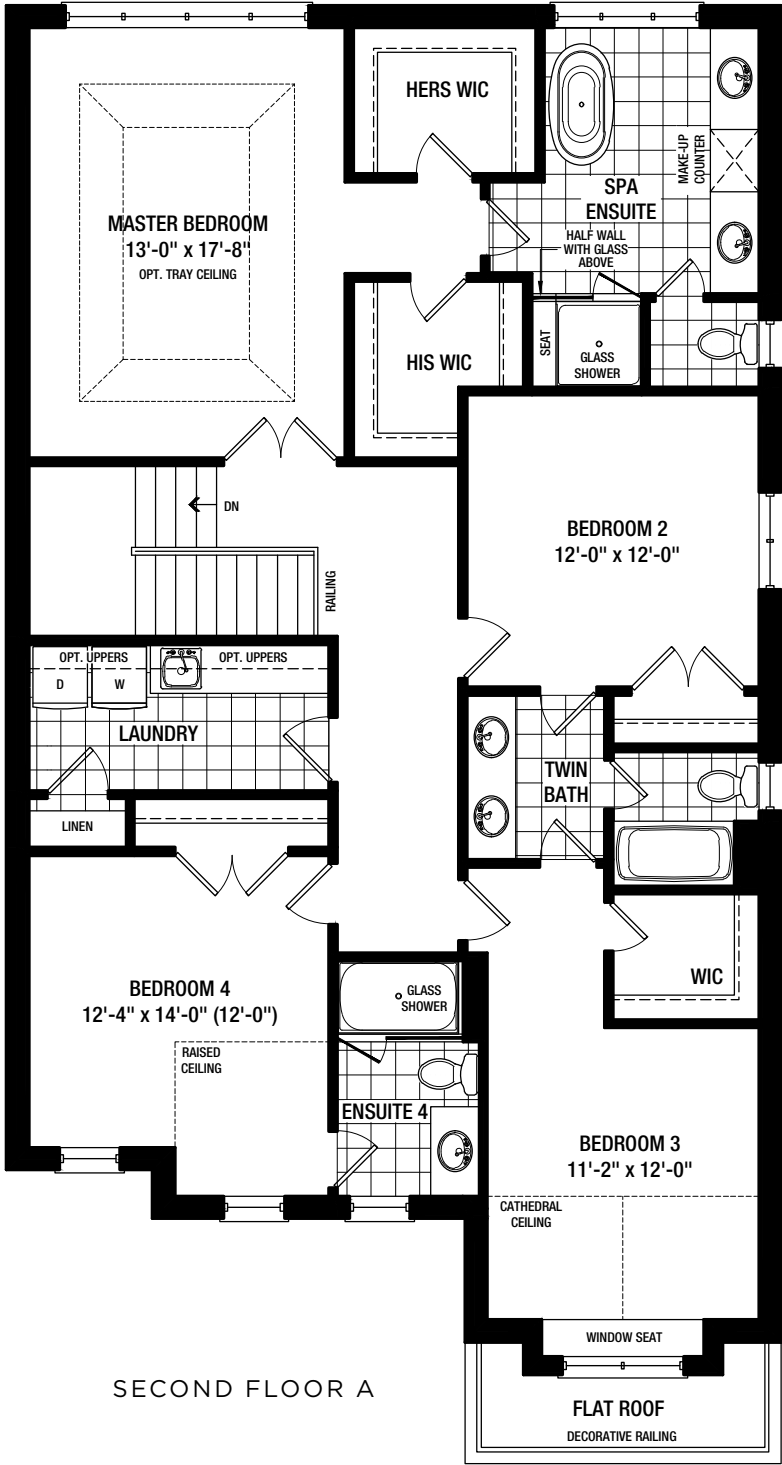 HERS WIC
MAKE-UP
COUNTER
SPA
ENSUITE
MASTER BEDROOM
13'-0" x 17'-8"
OPT. TRAY CEILING
HALF WALL
WITH GLASS
ABOVE
HIS WIC
SEAT
GLASS
SHOWER
DN
RAILING
BEDROOM 2
12'-0" x 12'-0"
OPT. UPPERS
OPT. UPPERS
D
W
LAUNDRY
LINEN
TWIN
BATH
BEDROOM 4
12'-4" x 14'-0" (12'-0")
RAISED
CEILING
GLASS
SHOWER
WIC
ENSUITE 4
BEDROOM 3
11'-2" x 12'-0"
CATHEDRAL
CEILING
WINDOW SEAT
SECOND FLOOR A
FLAT ROOF
DECORATIVE RAILING